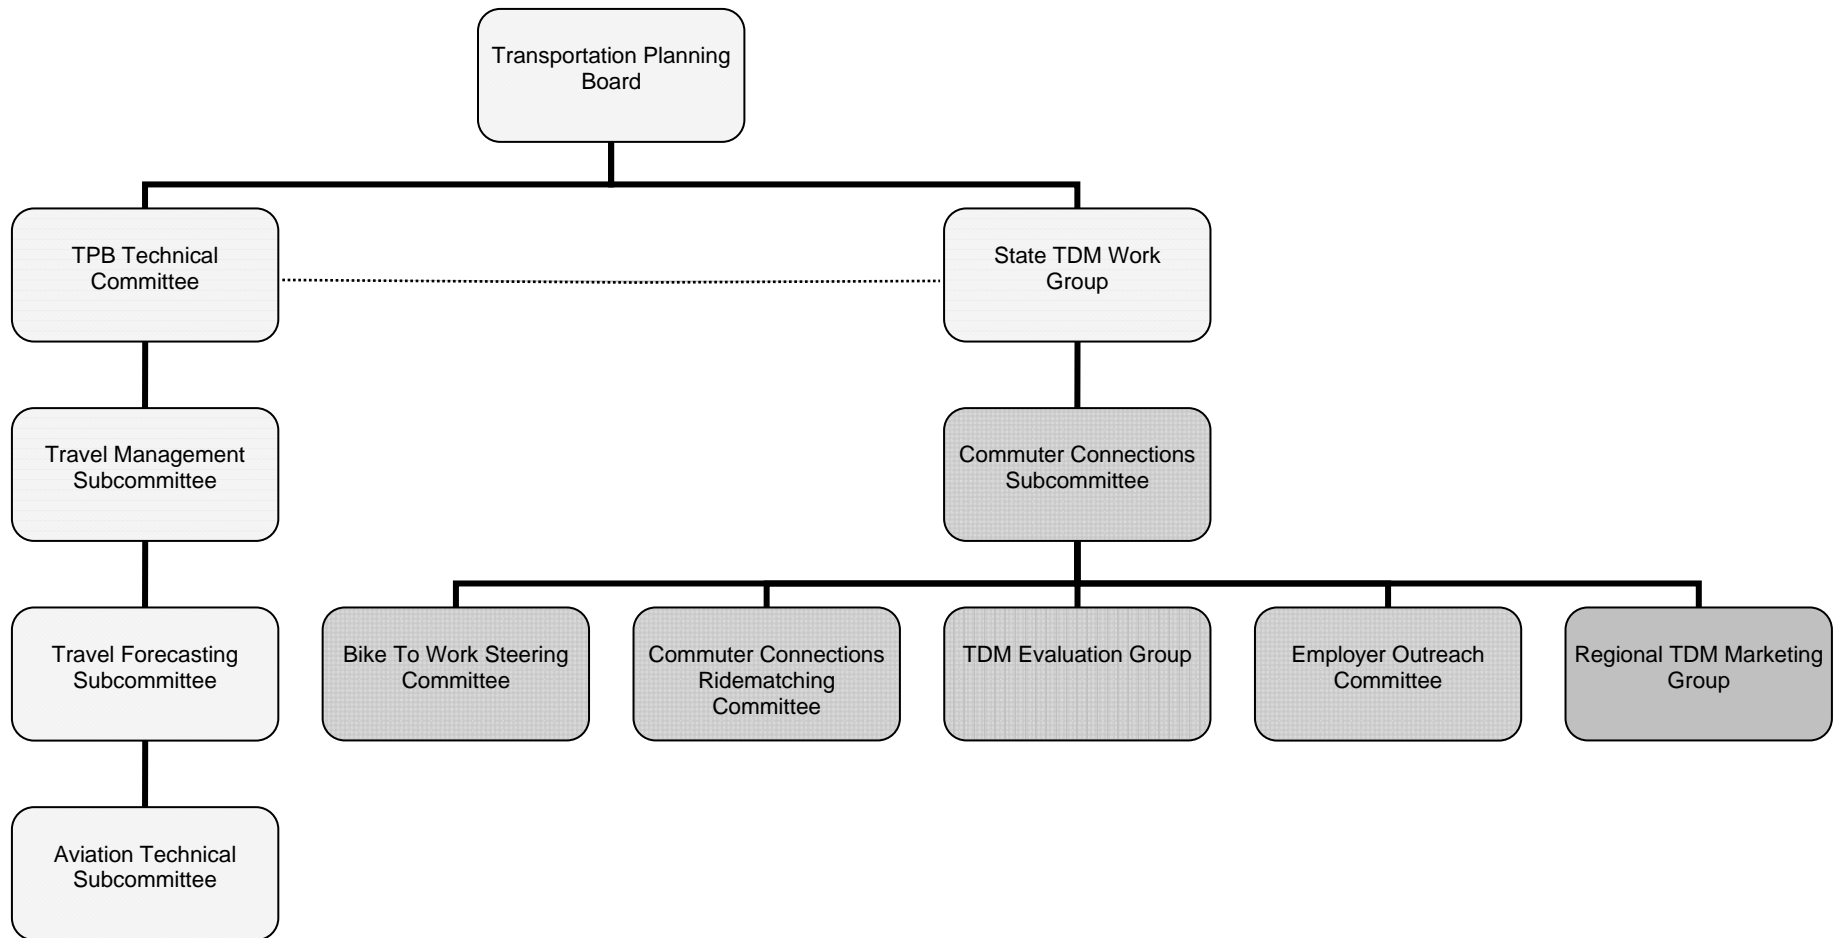 Transportation Planning
Board
TPB Technical
Committee
State TDM Work
Group
Travel Management
Subcommittee
Commuter Connections
Subcommittee
Travel Forecasting
Subcommittee
Bike To Work Steering
Committee
Commuter Connections
Ridematching
Committee
TDM Evaluation Group
Employer Outreach
Committee
Regional TDM Marketing
Group
Aviation Technical
Subcommittee